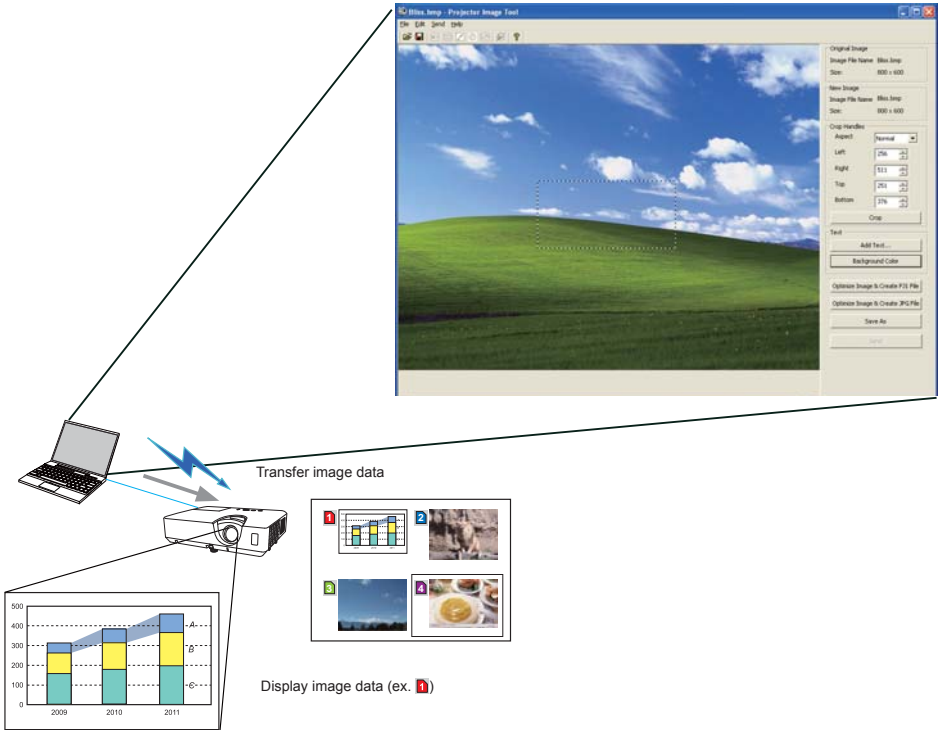 Bliss.bmp - Projector Image Tool
File Edit Send Help
Original Image
Image File Name Bliss.bmp
Size: 800 x 600
New Image
Image File Name Bliss.bmp
Size: 800 x 600
Crop Handles
Aspect Normal
Left 256
Right 511
Top 251
Bottom 376
Crop
Text
Add Text...
Background Color
Optimize Image & Create PJ1 File
Optimize Image & Create JPG File
Save As
Send
Transfer image data
1
2
3
4
500
400
300
200
100
0
A
B
C
2009 2010 2011
Display image data (ex. 1)